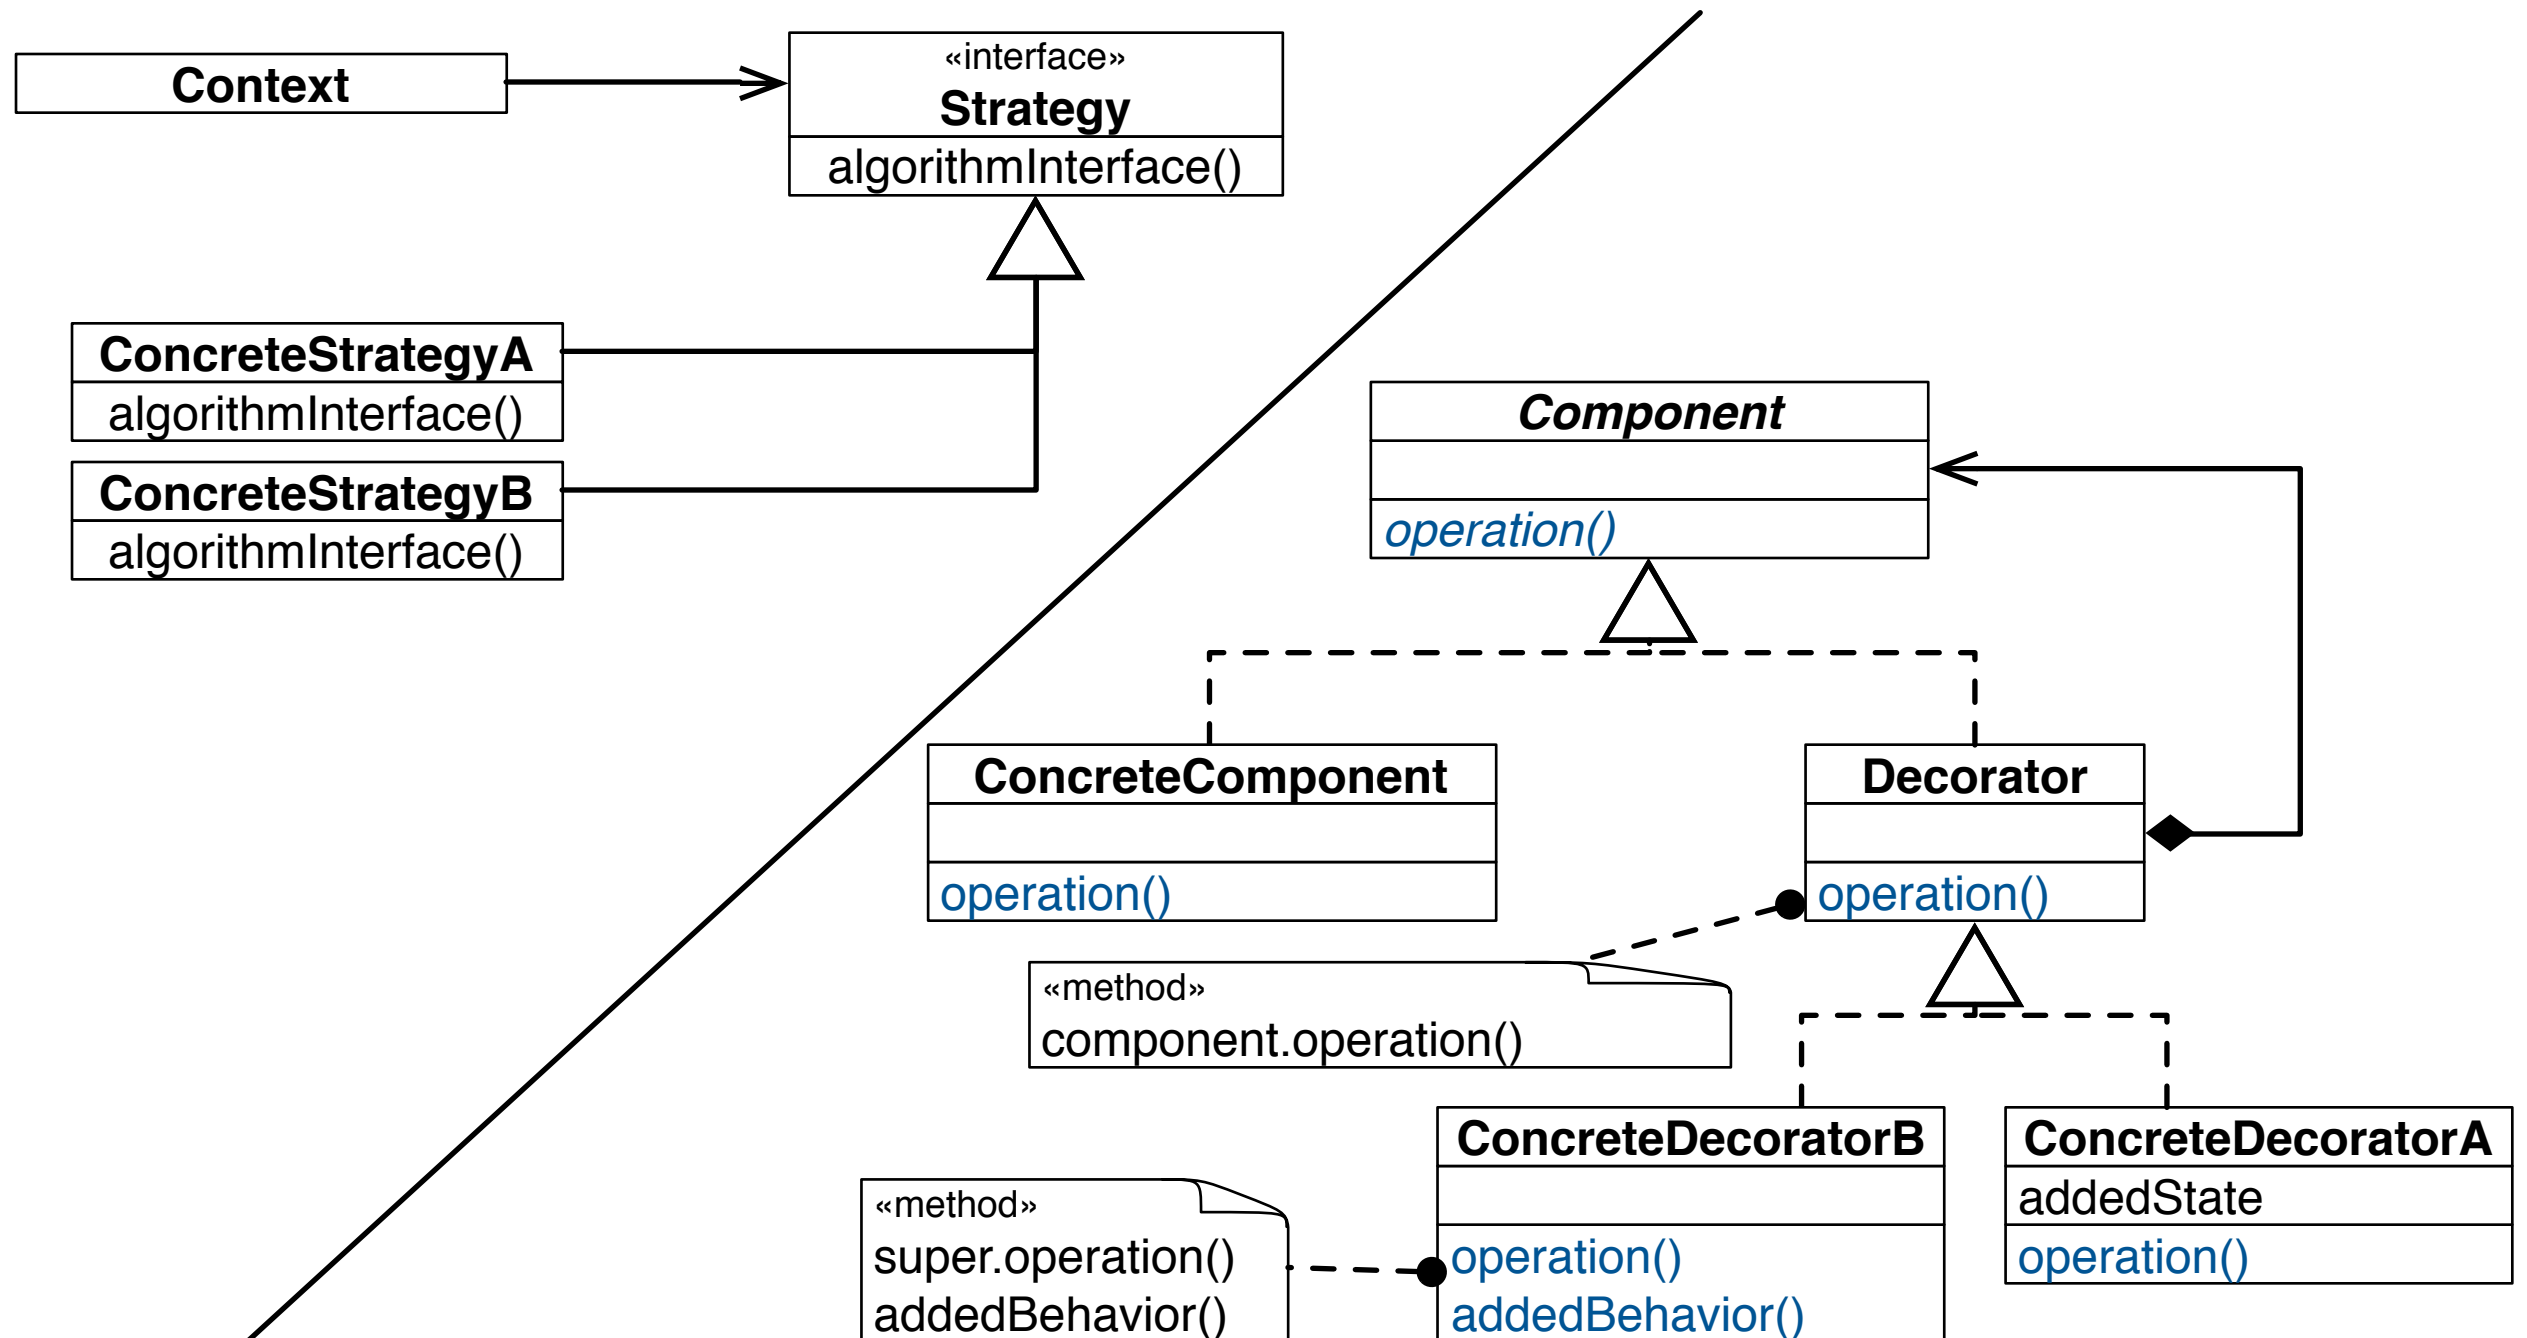 Context
«interface»
Strategy
algorithmInterface()
ConcreteStrategyA
algorithmInterface()
ConcreteStrategyB
algorithmInterface()
Component
operation()
ConcreteComponent
operation()
Decorator
operation()
«method»
component.operation()
ConcreteDecoratorB
operation()
addedBehavior()
ConcreteDecoratorA
addedState
operation()
«method»
super.operation()
addedBehavior()